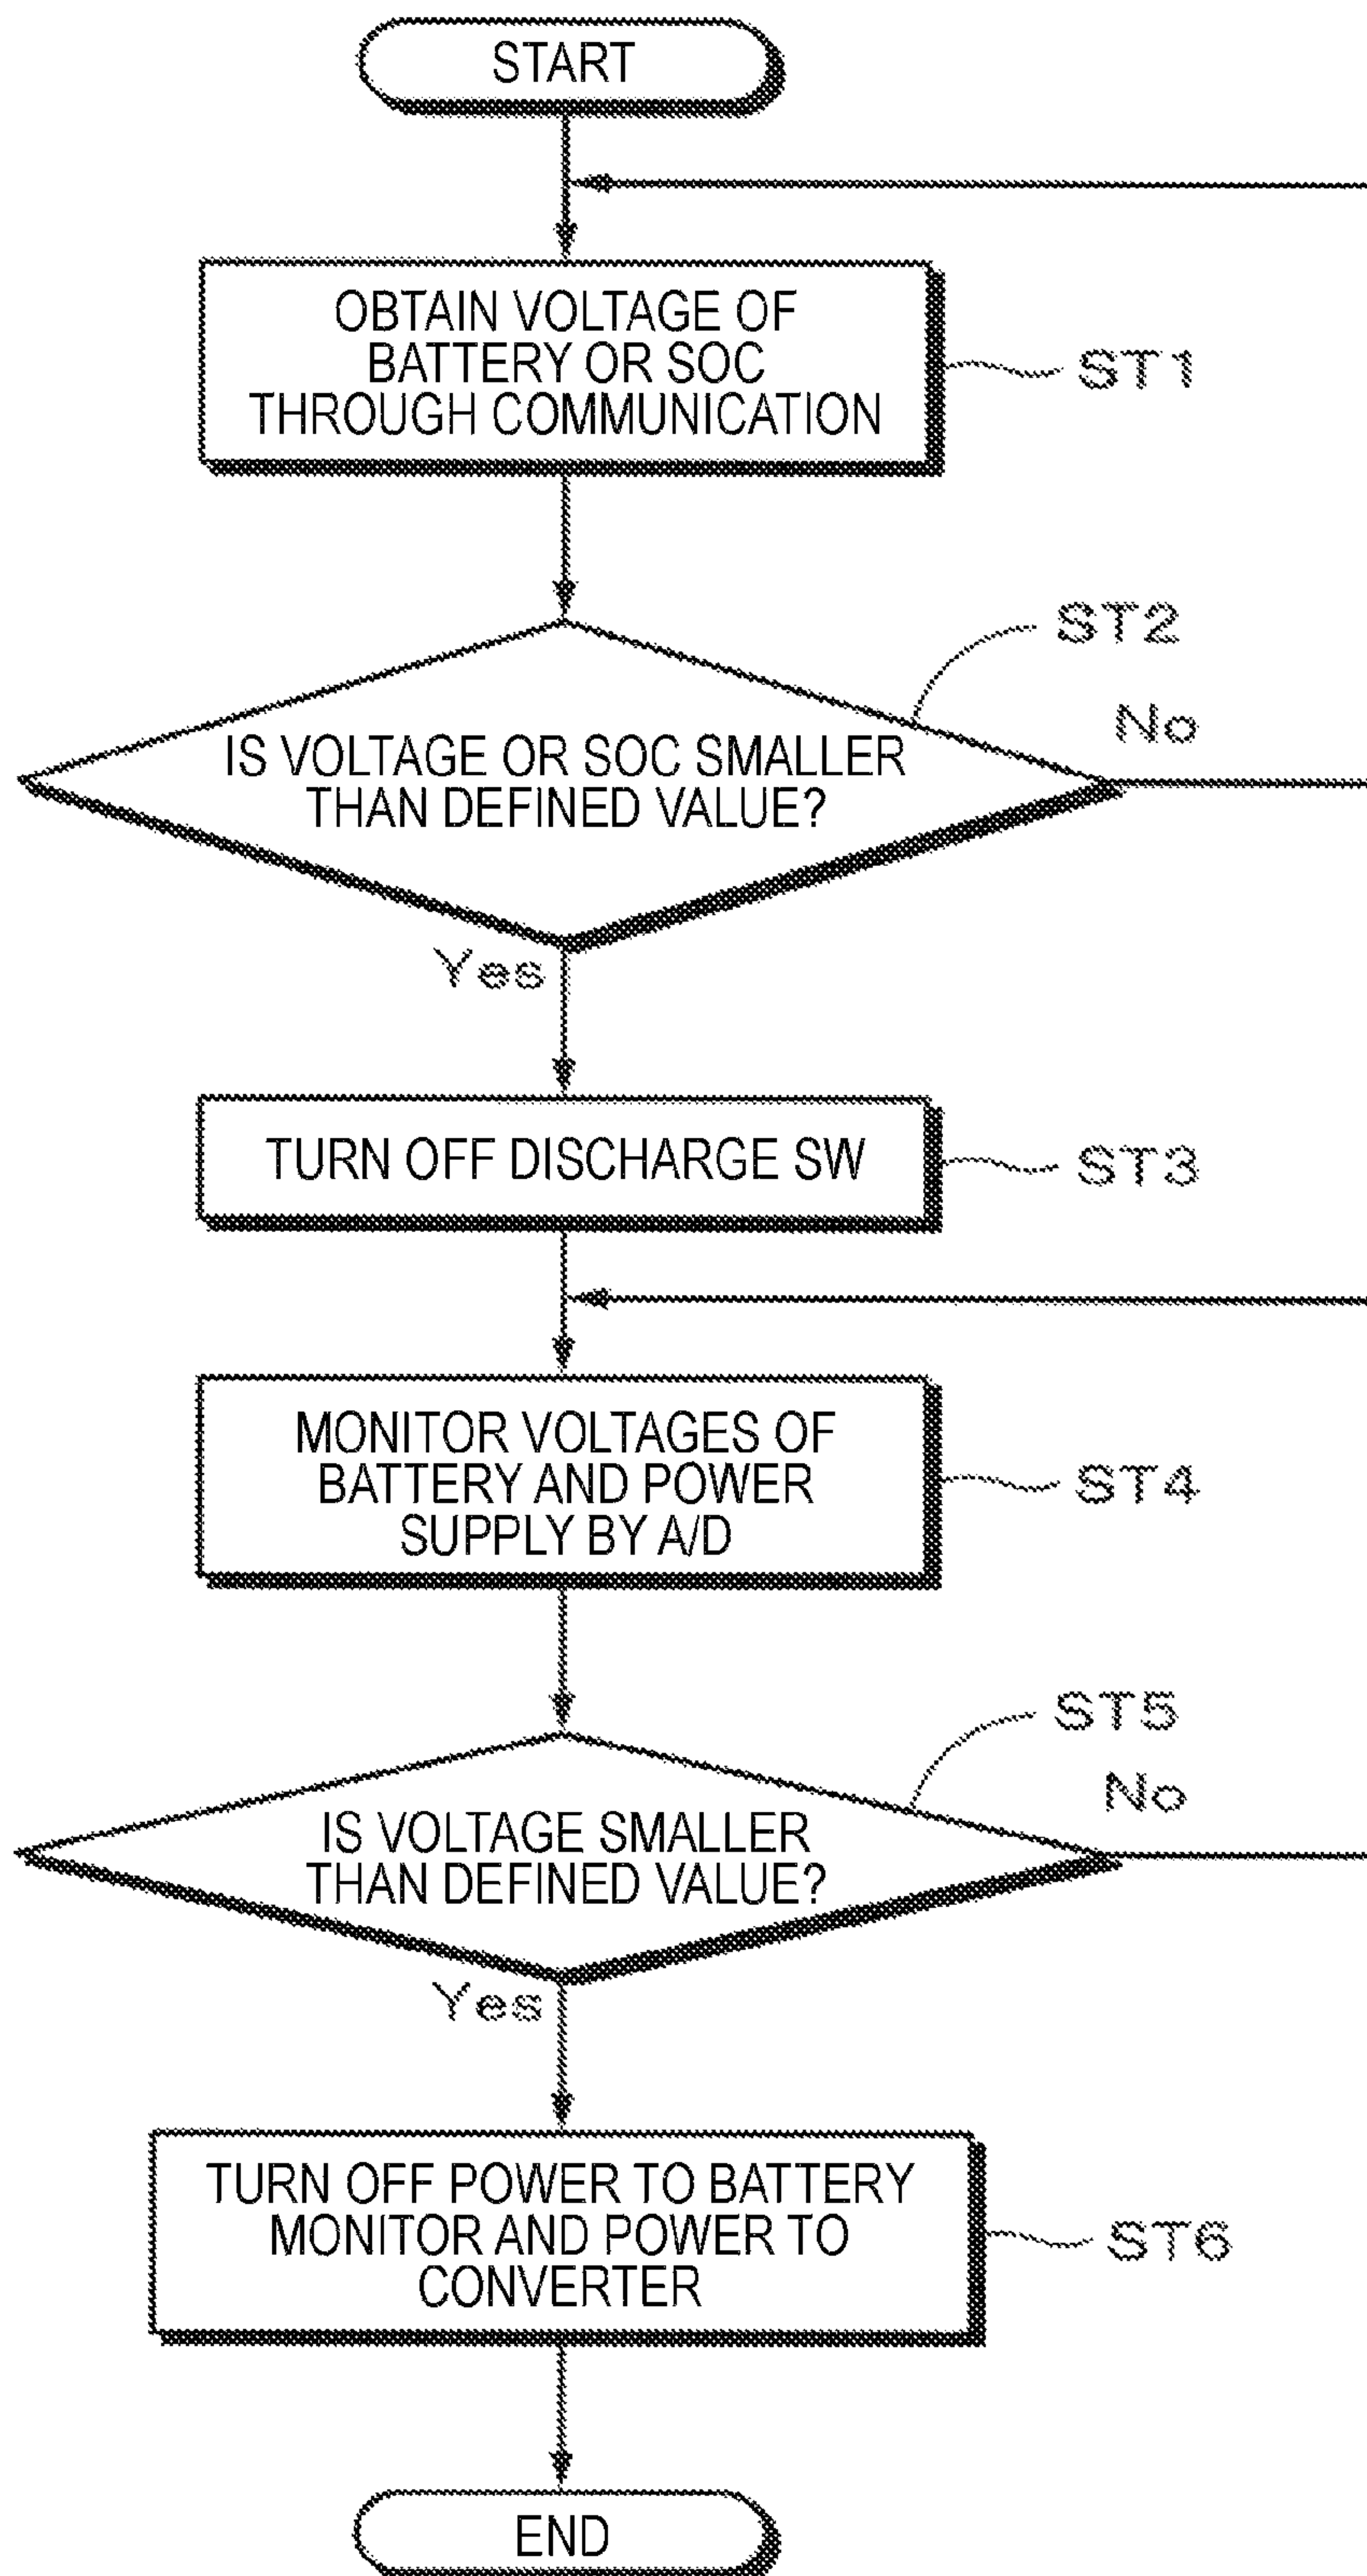 START
OBTAIN VOLTAGE OF
BATTERY OR SOC
THROUGH COMMUNICATION
ST1
ST2
No
IS VOLTAGE OR SOC SMALLER
THAN DEFINED VALUE?
Yes
TURN OFF DISCHARGE SW
ST3
MONITOR VOLTAGES OF
BATTERY AND POWER
SUPPLY BY A/D
ST4
ST5
No
IS VOLTAGE SMALLER
THAN DEFINED VALUE?
Yes
TURN OFF POWER TO BATTERY
MONITOR AND POWER TO
CONVERTER
ST6
END